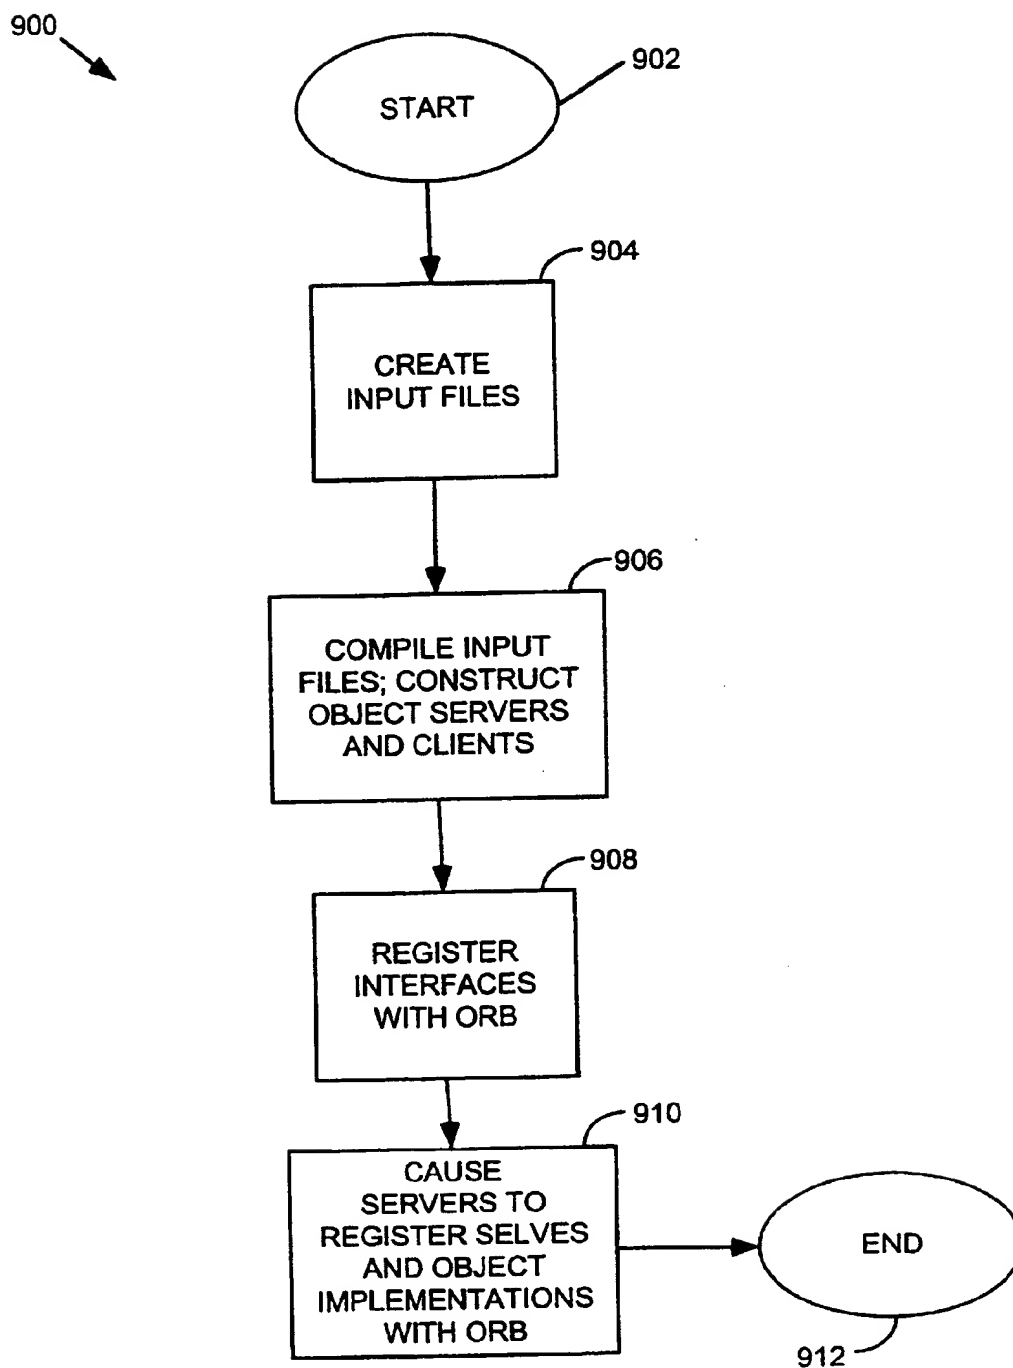 900
902
START
904
CREATE
INPUT FILES
906
COMPILE INPUT
FILES; CONSTRUCT
OBJECT SERVERS
AND CLIENTS
908
REGISTER
INTERFACES
WITH ORB
910
CAUSE
SERVERS TO
REGISTER SELVES
AND OBJECT
IMPLEMENTATIONS
WITH ORB
END
912